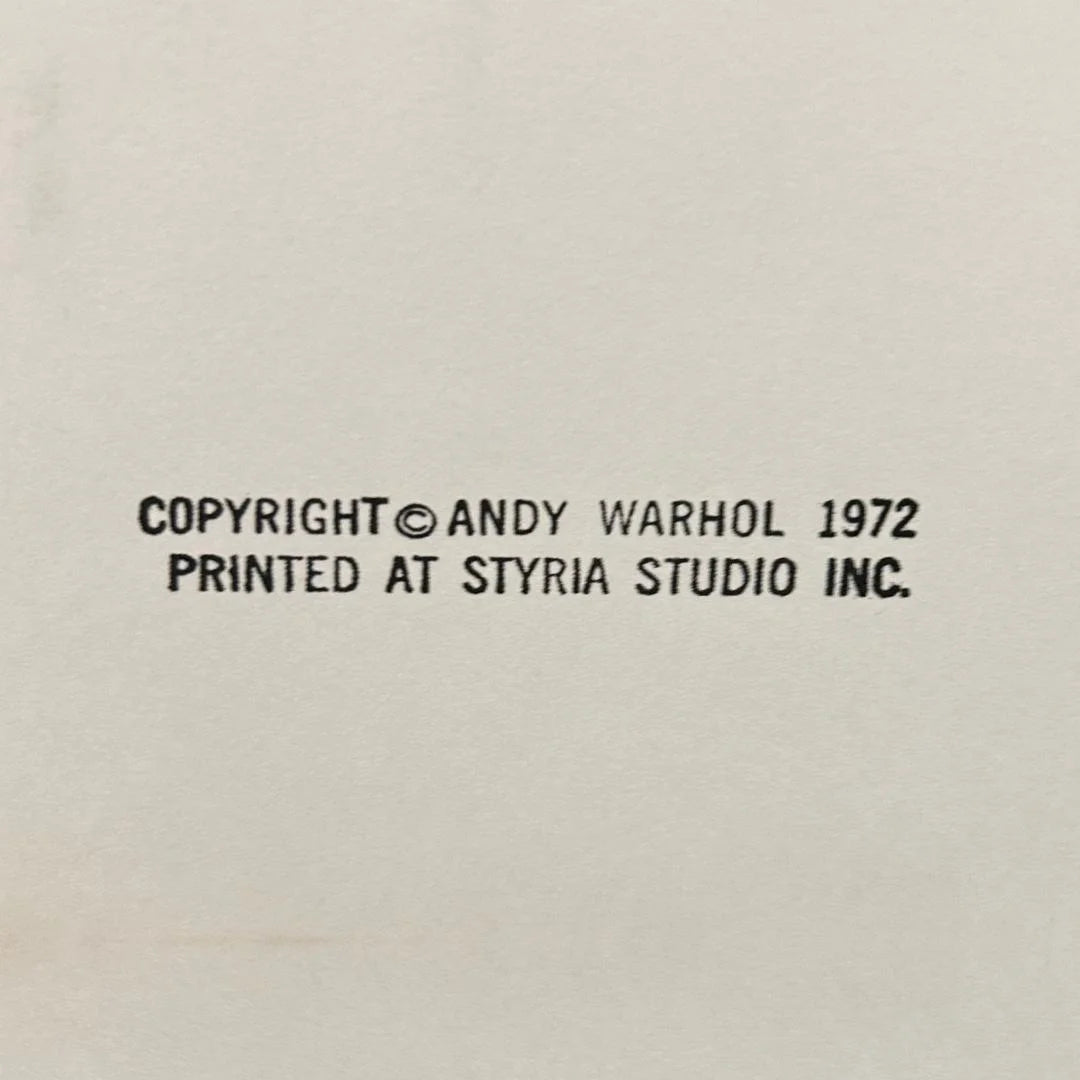 COPYRIGHT © ANDY WARHOL 1972
PRINTED AT STYRIA STUDIO INC.